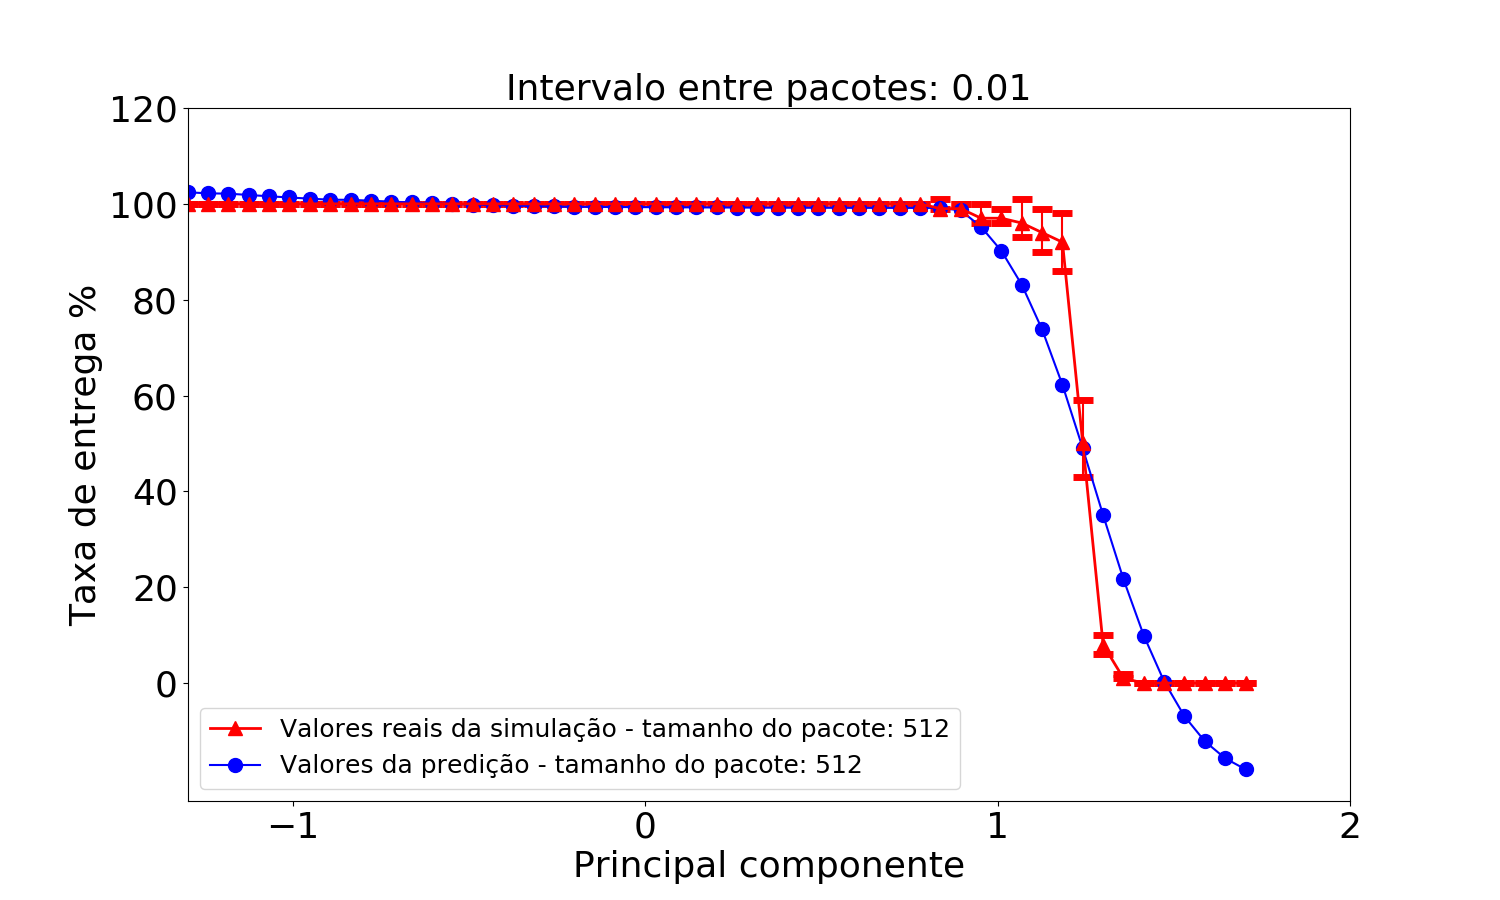 Intervalo entre pacotes: 0.01
120
100
80
60
40
20
0
Taxa de entrega %
Valores reais da simulação - tamanho do pacote: 512
Valores da predição - tamanho do pacote: 512
−1 0 1 2
Principal componente